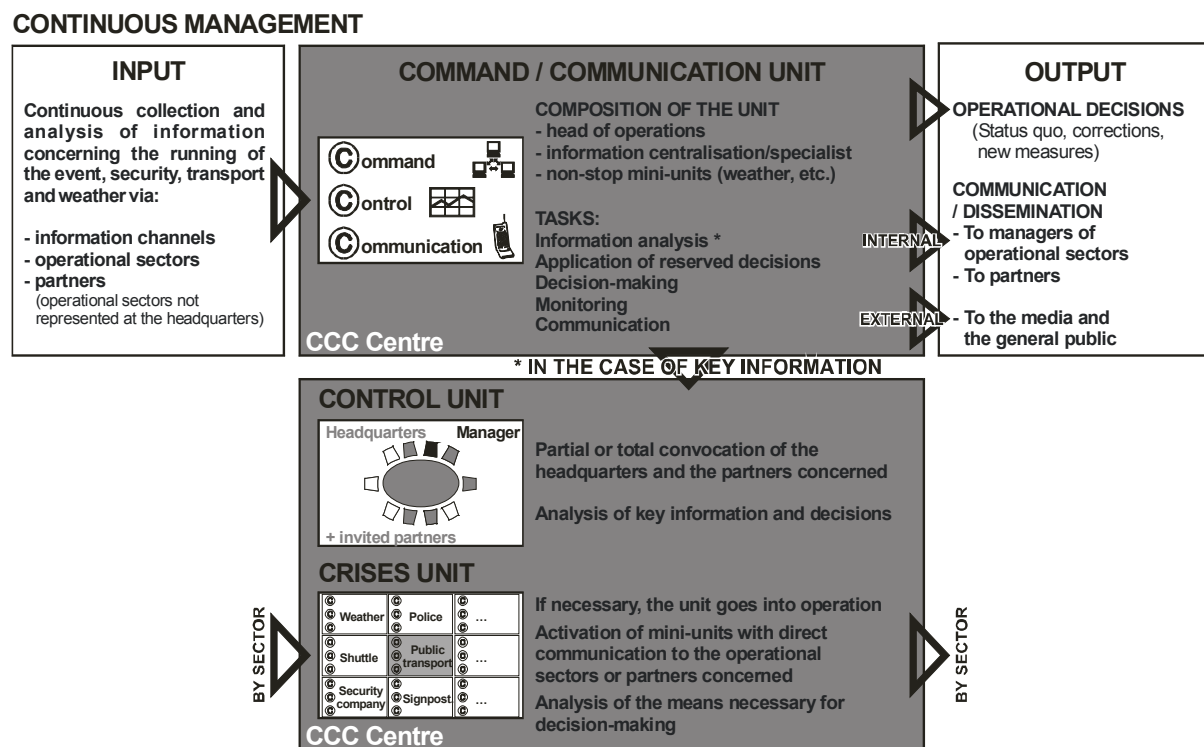 CONTINUOUS MANAGEMENT
INPUT
Continuous collection and
analysis of information
concerning the running of
the event, security, transport
and weather via:
- information channels
- operational sectors
- partners
(operational sectors not
represented at the headquarters)
COMMAND / COMMUNICATION UNIT
©ommand
©ontrol
©ommunication
COMPOSITION OF THE UNIT
- head of operations
- information centralisation/specialist
- non-stop mini-units (weather, etc.)
TASKS:
Information analysis *
Application of reserved decisions
Decision-making
Monitoring
Communication
CCC Centre
OUTPUT
OPERATIONAL DECISIONS
(Status quo, corrections,
new measures)
COMMUNICATION
/ DISSEMINATION
INTERNAL
- To managers of
operational sectors
- To partners
EXTERNAL
- To the media and
the general public
* IN THE CASE OF KEY INFORMATION
CONTROL UNIT
Headquarters Manager
+ invited partners
Partial or total convocation of the
headquarters and the partners concerned
Analysis of key information and decisions
CRISES UNIT
BY SECTOR
© © © Weather © © © Police © © © ...
© © © Shuttle © © © Public transport © © © ...
© © © Security company © © © Signpost. © © © ...
If necessary, the unit goes into operation
Activation of mini-units with direct
communication to the operational
sectors or partners concerned
Analysis of the means necessary for
decision-making
BY SECTOR
CCC Centre